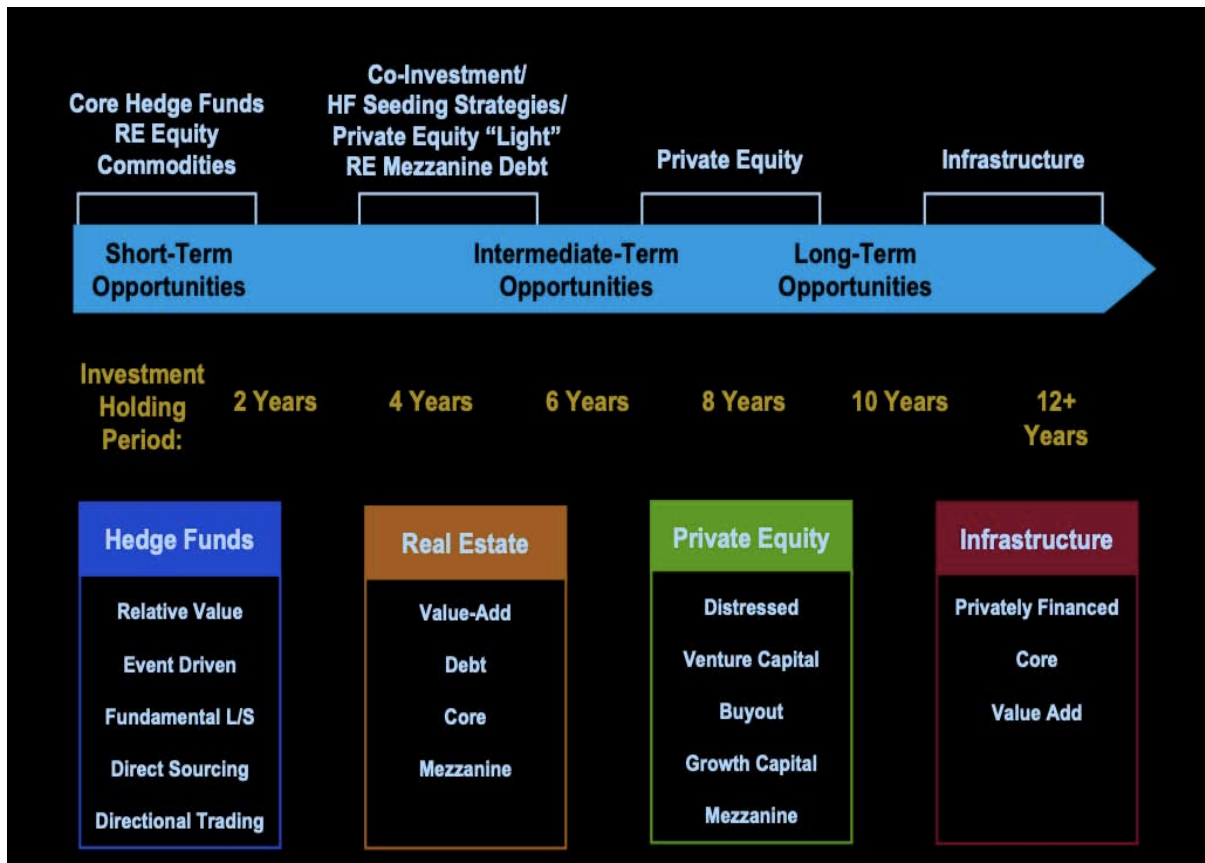 Core Hedge Funds
RE Equity
Commodities
Co-Investment/
HF Seeding Strategies/
Private Equity “Light”
RE Mezzanine Debt
Private Equity
Infrastructure
Short-Term
Opportunities
Intermediate-Term
Opportunities
Long-Term
Opportunities
Investment
Holding
Period:
2 Years
4 Years
6 Years
8 Years
10 Years
12+
Years
Hedge Funds
Relative Value
Event Driven
Fundamental L/S
Direct Sourcing
Directional Trading
Real Estate
Value-Add
Debt
Core
Mezzanine
Private Equity
Distressed
Venture Capital
Buyout
Growth Capital
Mezzanine
Infrastructure
Privately Financed
Core
Value Add